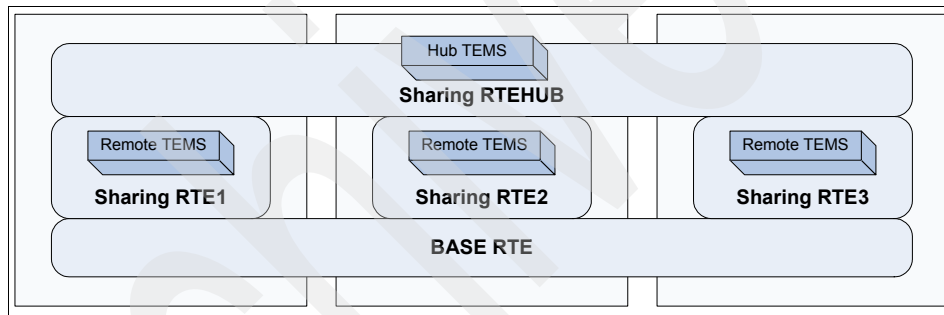 Hub TEMS
Sharing RTEHUB
Remote TEMS
Remote TEMS
Remote TEMS
Sharing RTE1
Sharing RTE2
Sharing RTE3
BASE RTE